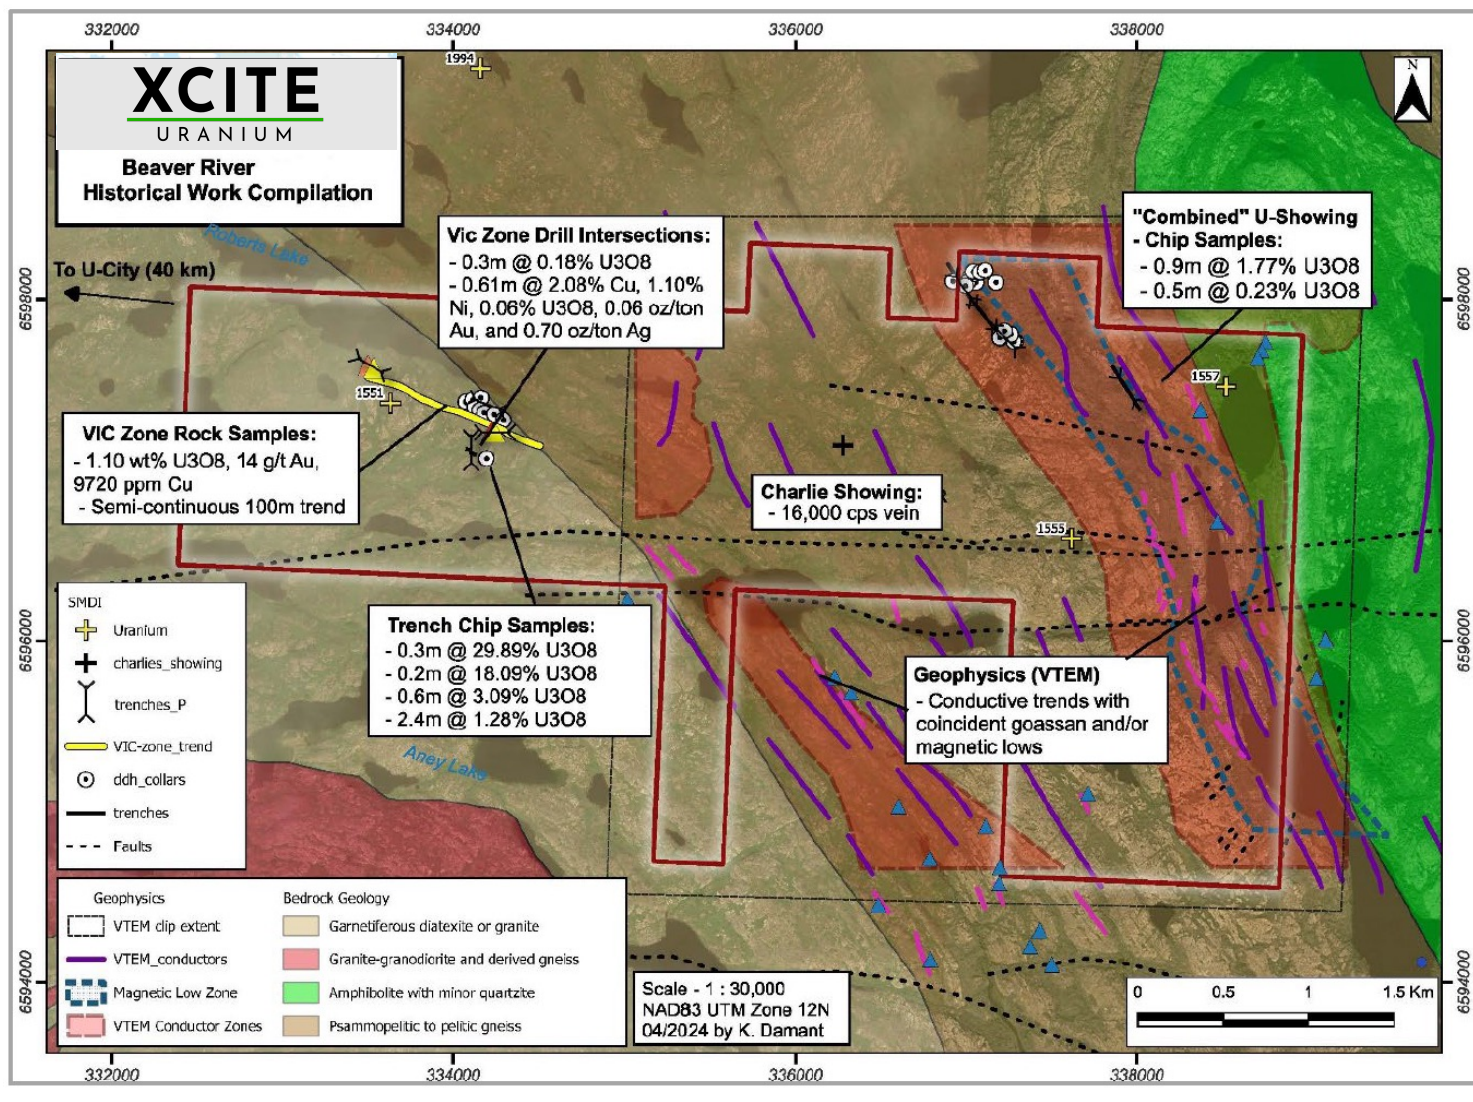 332000
334000
336000
338000
1994
XCITE
URANIUM
Beaver River
Historical Work Compilation
Roberts Lake
To U-City (40 km)
6598000
Vic Zone Drill Intersections:
- 0.3m @ 0.18% U3O8
- 0.61m @ 2.08% Cu, 1.10%
Ni, 0.06% U3O8, 0.06 oz/ton
Au, and 0.70 oz/ton Ag
"Combined" U-Showing
- Chip Samples:
- 0.9m @ 1.77% U3O8
- 0.5m @ 0.23% U3O8
N
6598000
1551
1557
VIC Zone Rock Samples:
- 1.10 wt% U3O8, 14 g/t Au,
9720 ppm Cu
- Semi-continuous 100m trend
Charlie Showing:
- 16,000 cps vein
1555
Trench Chip Samples:
- 0.3m @ 29.89% U3O8
- 0.2m @ 18.09% U3O8
- 0.6m @ 3.09% U3O8
- 2.4m @ 1.28% U3O8
Geophysics (VTEM)
- Conductive trends with
coincident goassan and/or
magnetic lows
6596000
6596000
Aney Lake
SMDI
Uranium
charlies_showing
trenches_P
VIC-zone_trend
ddh_collars
trenches
Faults
Geophysics
VTEM clip extent
VTEM_conductors
Magnetic Low Zone
VTEM Conductor Zones
Bedrock Geology
Garnetiferous diatexite or granite
Granite-granodiorite and derived gneiss
Amphibolite with minor quartzite
Psammopelitic to pelitic gneiss
Scale - 1 : 30,000
NAD83 UTM Zone 12N
04/2024 by K. Damant
0 0.5 1 1.5 Km
6594000
6594000
332000
334000
336000
338000